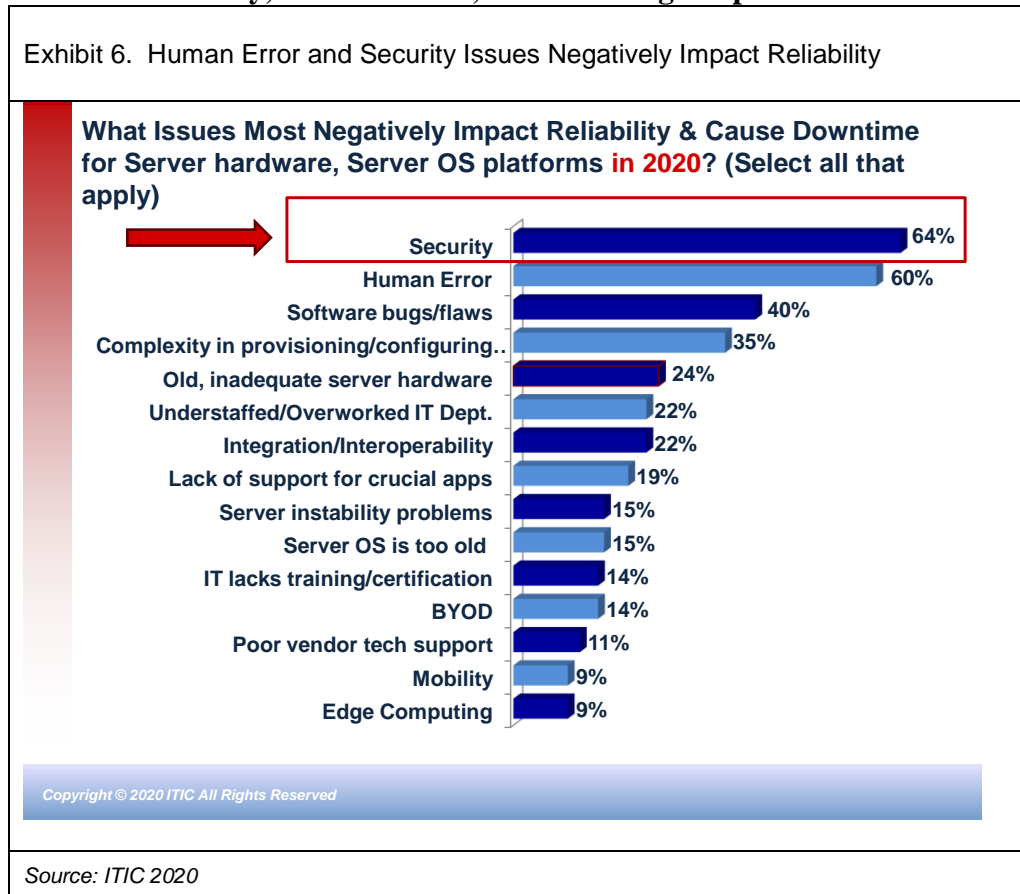 Exhibit 6. Human Error and Security Issues Negatively Impact Reliability
What Issues Most Negatively Impact Reliability & Cause Downtime
for Server hardware, Server OS platforms in 2020? (Select all that
apply)
Security 64%
Human Error 60%
Software bugs/flaws 40%
Complexity in provisioning/configuring.. 35%
Old, inadequate server hardware 24%
Understaffed/Overworked IT Dept. 22%
Integration/Interoperability 22%
Lack of support for crucial apps 19%
Server instability problems 15%
Server OS is too old 15%
IT lacks training/certification 14%
BYOD 14%
Poor vendor tech support 11%
Mobility 9%
Edge Computing 9%
Copyright © 2020 ITIC All Rights Reserved
Source: ITIC 2020